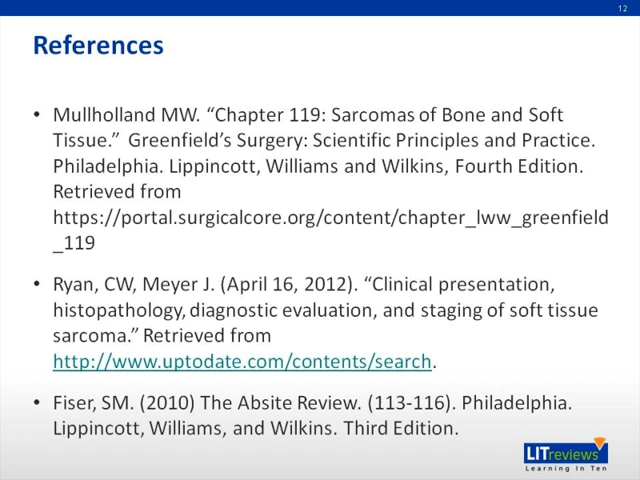 12
References
• Mullholland MW. “Chapter 119: Sarcomas of Bone and Soft
Tissue.” Greenfield’s Surgery: Scientific Principles and Practice.
Philadelphia. Lippincott, Williams and Wilkins, Fourth Edition.
Retrieved from
https://portal.surgicalcore.org/content/chapter_lww_greenfield
_119
• Ryan, CW, Meyer J. (April 16, 2012). “Clinical presentation,
histopathology, diagnostic evaluation, and staging of soft tissue
sarcoma.” Retrieved from
http://www.uptodate.com/contents/search.
• Fiser, SM. (2010) The Absite Review. (113-116). Philadelphia.
Lippincott, Williams, and Wilkins. Third Edition.
LITreviews
Learning In Ten